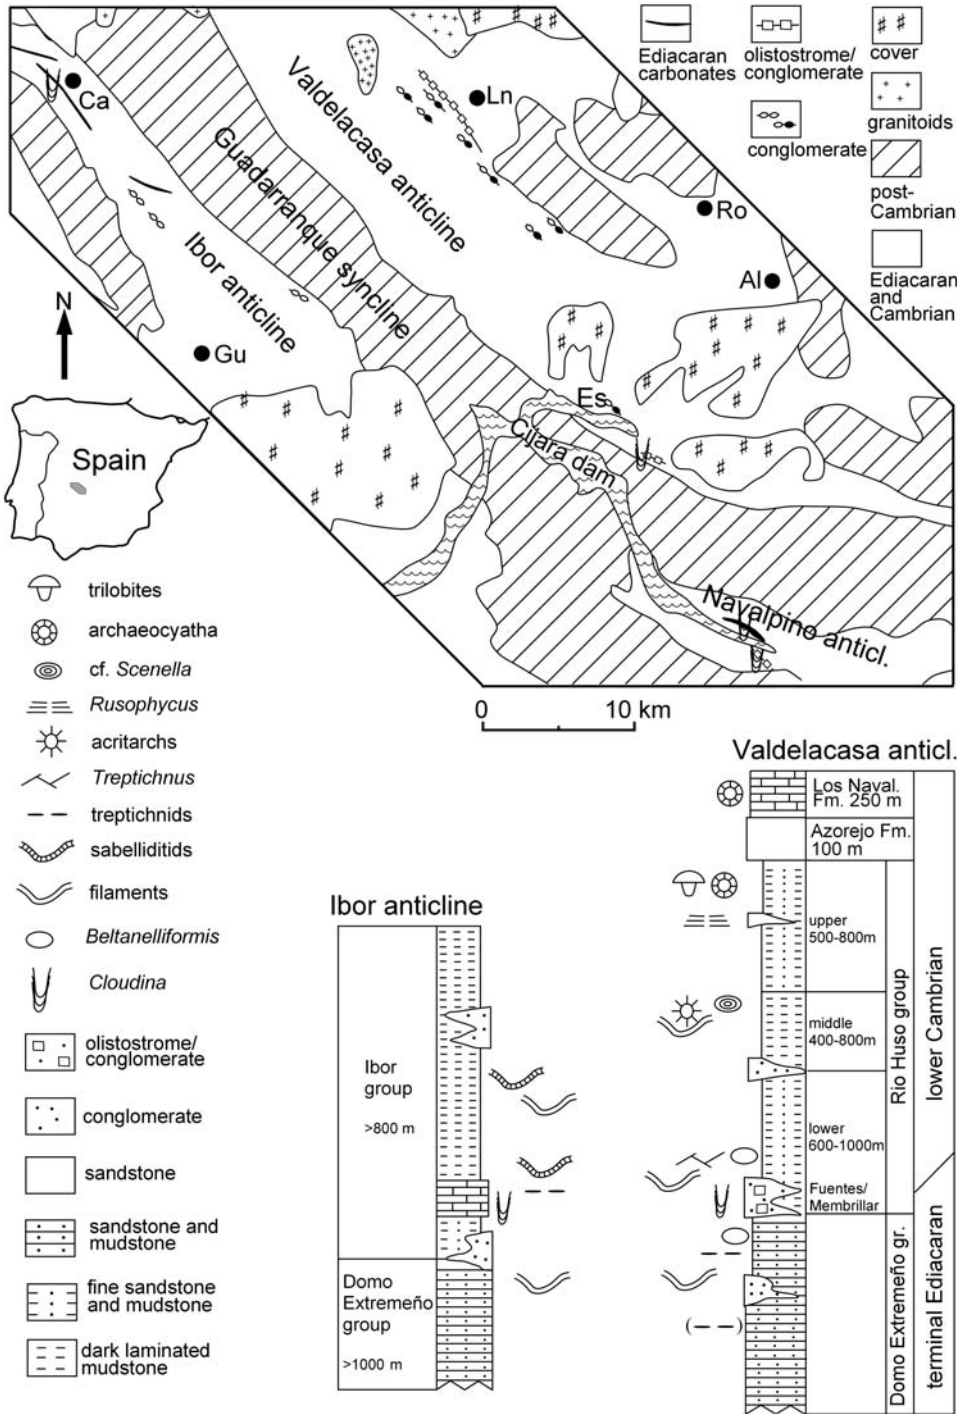 Ediacaran
carbonates
olistostrome/
conglomerate
cover
conglomerate
granitoids
post-
Cambrian
Ediacaran
and
Cambrian
Ca
Ln
Ro
Al
Gu
Es
Valdelacasa anticline
Guadarranque syncline
Ibor anticline
Cijara dam
Navalpino anticl.
N
Spain
0 10 km
trilobites
archaeocyatha
cf. Scenella
Rusophycus
acritarchs
Treptichnus
treptichnids
sabelliditids
filaments
Beltanelliformis
Cloudina
olistostrome/
conglomerate
conglomerate
sandstone
sandstone and
mudstone
fine sandstone
and mudstone
dark laminated
mudstone
Ibor anticline
Ibor
group
>800 m
Domo
Extremeño
group
>1000 m
Valdelacasa anticl.
Los Naval.
Fm. 250 m
Azorejo Fm.
100 m
upper
500-800m
middle
400-800m
lower
600-1000m
Fuentes/
Membrillar
Rio Huso group
Domo Extremeño gr.
lower Cambrian
terminal Ediacaran